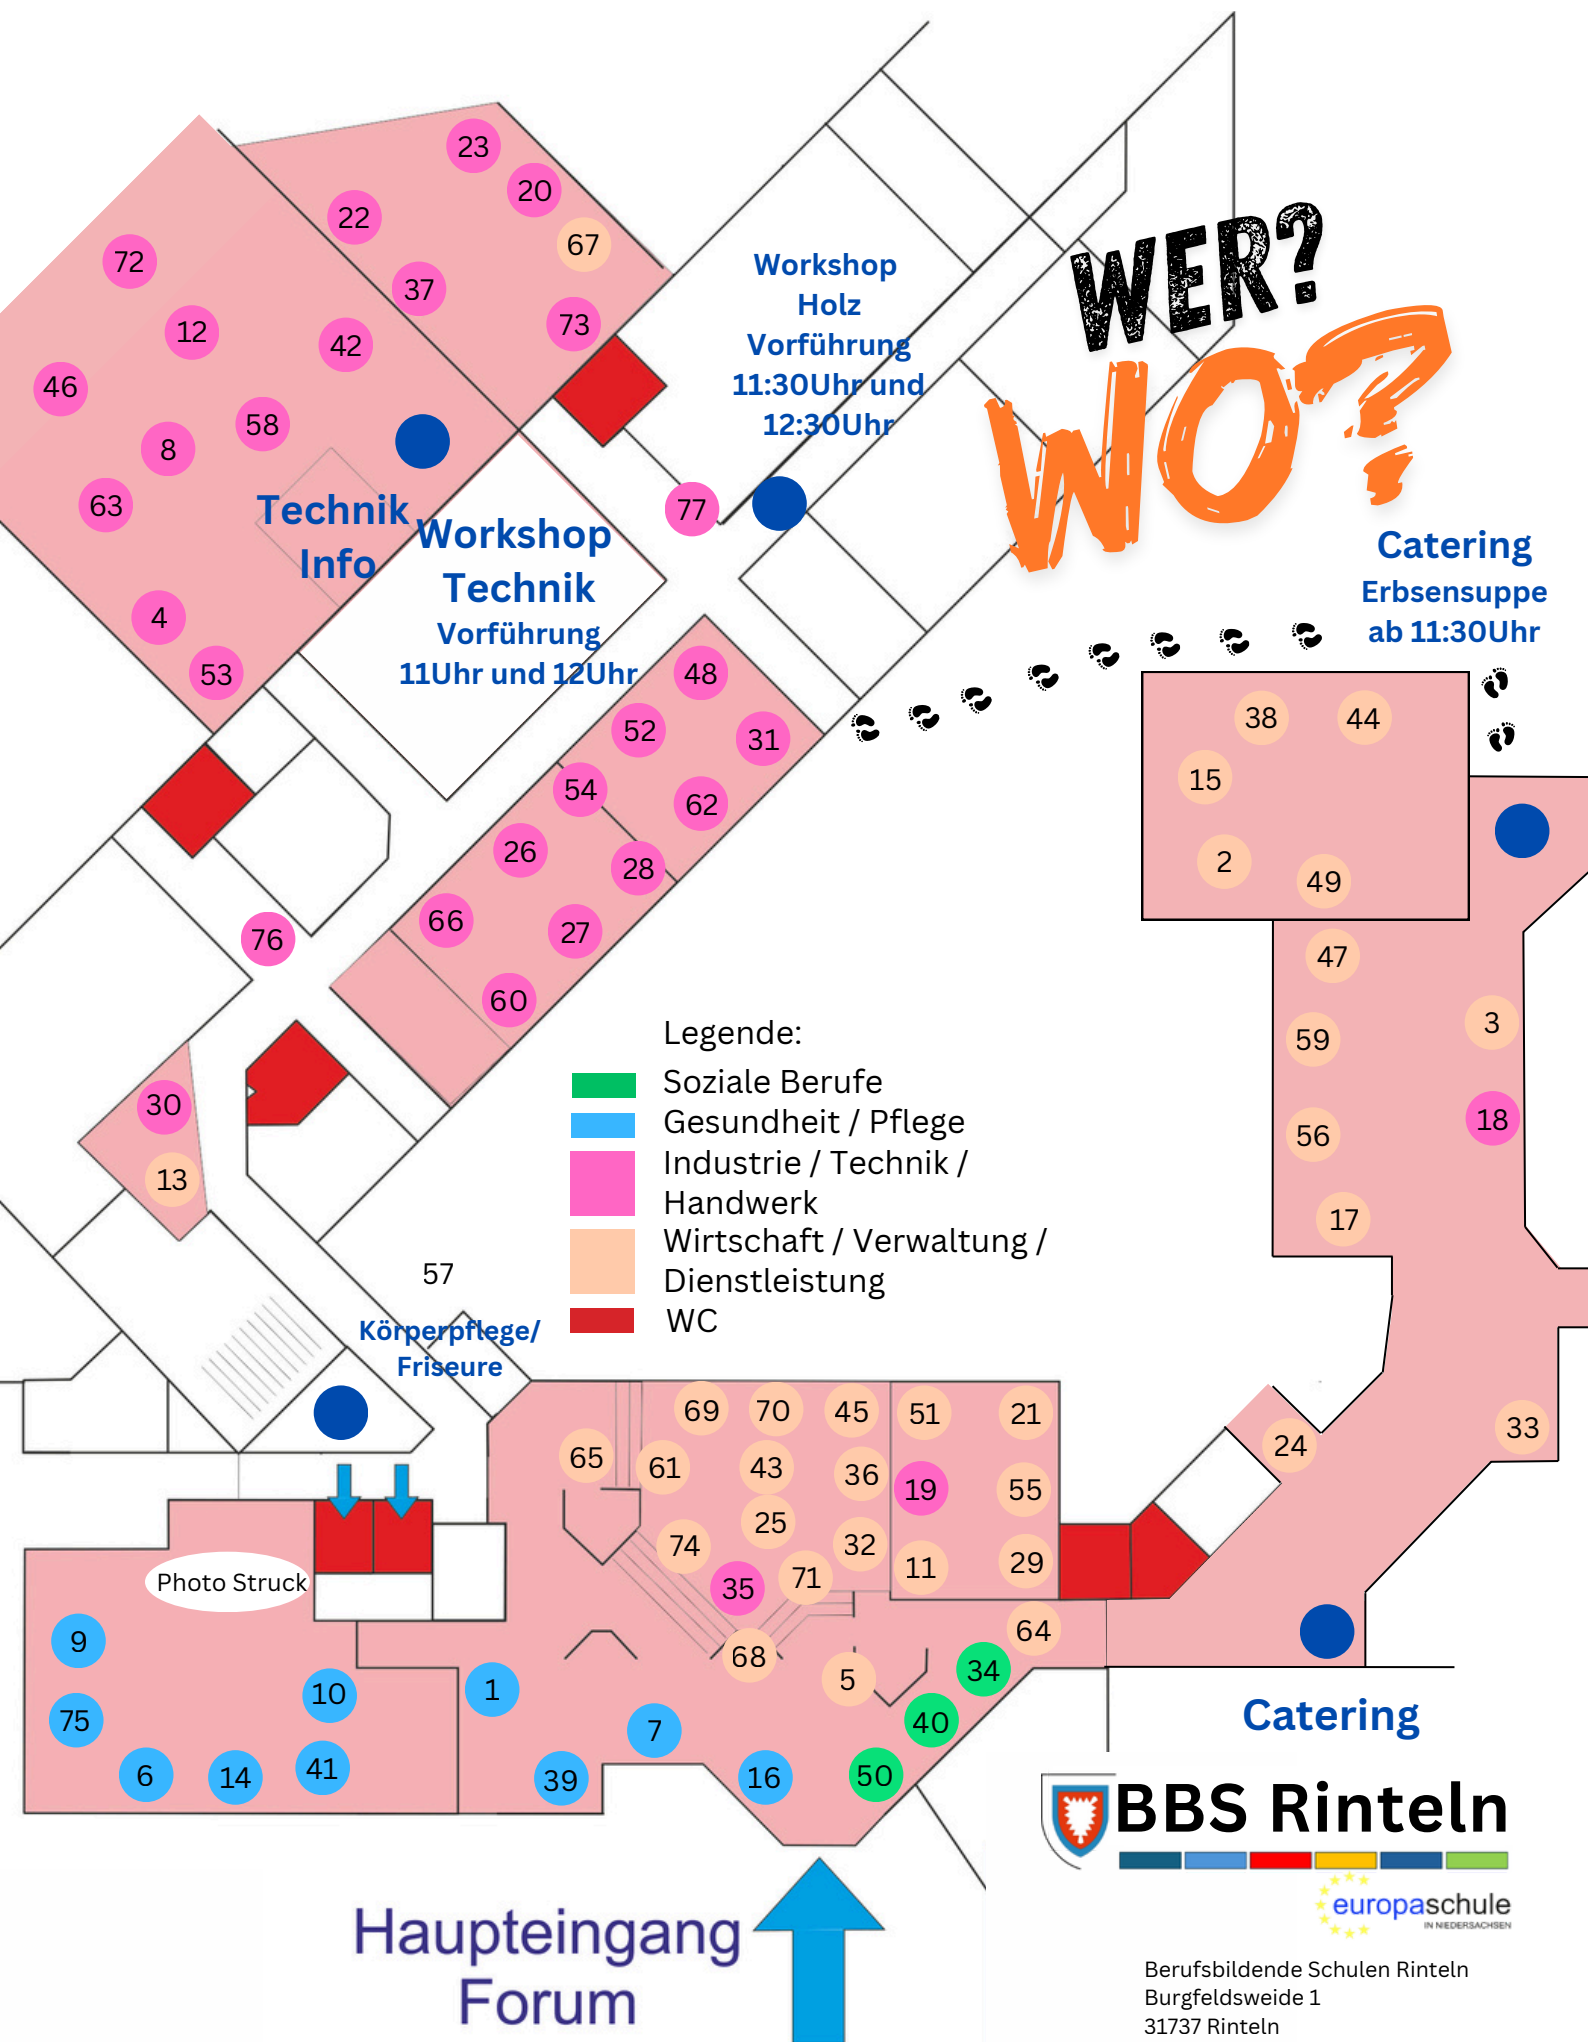 WER?
WO?
23
20
22
67
72
37
73
12
42
46
58
8
63
77
4
53
Technik
Info
Workshop
Technik
Vorführung
11Uhr und 12Uhr
Workshop
Holz
Vorführung
11:30Uhr und
12:30Uhr
Catering
Erbsensuppe
ab 11:30Uhr
48
52
31
54
62
26
28
66
27
60
76
30
13
57
Körperpflege/
Friseure
38
44
15
2
49
47
3
59
18
56
17
33
24
Legende:
Soziale Berufe
Gesundheit / Pflege
Industrie / Technik /
Handwerk
Wirtschaft / Verwaltung /
Dienstleistung
WC
69
70
45
51
21
65
61
43
36
19
55
25
74
32
71
11
29
35
68
64
5
34
40
50
Photo Struck
9
10
1
75
7
6
14
41
39
16
Catering
BBS Rinteln
europaschule
IN NIEDERSACHSEN
Haupteingang
Forum
Berufsbildende Schulen Rinteln
Burgfeldsweide 1
31737 Rinteln